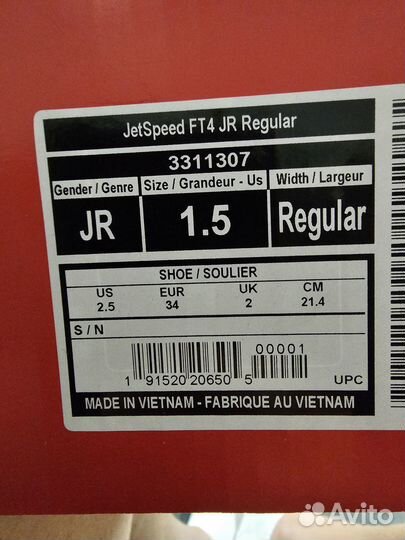 JetSpeed FT4 JR Regular
3311307
Gender / Genre Size / Grandeur - Us Width / Largeur
JR 1.5 Regular
SHOE / SOULIER
US EUR UK CM
2.5 34 2 21.4
S / N
00001
1 91520 20650 5 UPC
MADE IN VIETNAM - FABRIQUE AU VIETNAM
Avito